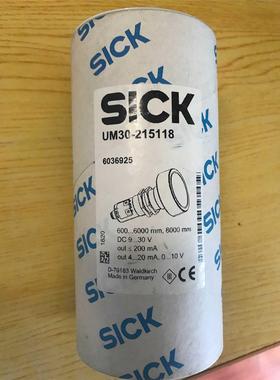 SICK
SICK
UM30-215118
6036925
1820
600...6000 mm, 8000 mm
DC 9...30 V
out ≤ 200 mA
out 4...20 mA, 0...10 V
D-79183 Waldkirch
Made in Germany
SICK
SICK
SICK